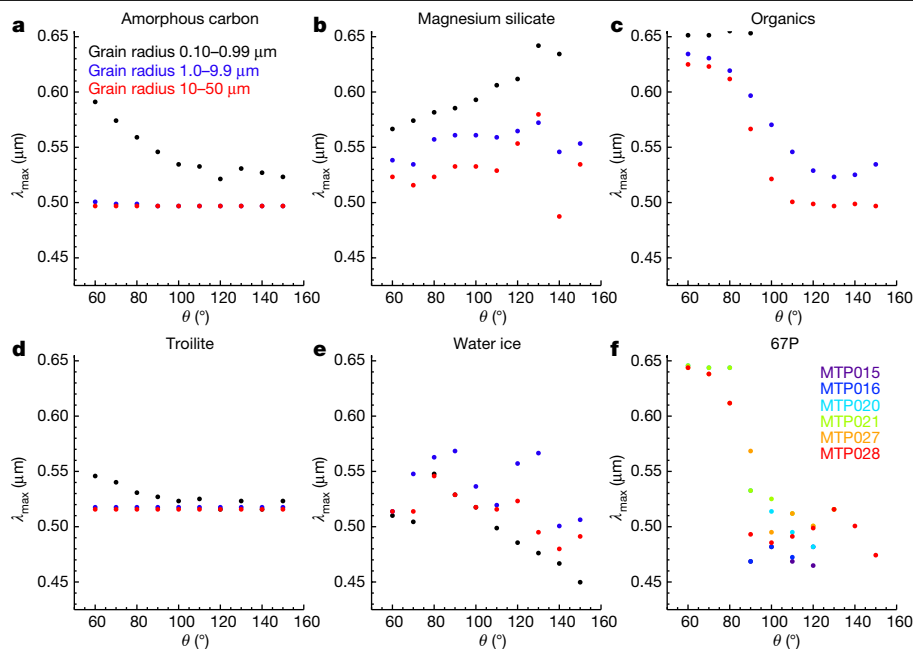 a Amorphous carbon
Grain radius 0.10–0.99 μm
Grain radius 1.0–9.9 μm
Grain radius 10–50 μm
0.65
0.60
0.55
0.50
0.45
λmax (μm)
60 80 100 120 140 160
θ (°)
b Magnesium silicate
0.65
0.60
0.55
0.50
0.45
λmax (μm)
60 80 100 120 140 160
θ (°)
c Organics
0.65
0.60
0.55
0.50
0.45
λmax (μm)
60 80 100 120 140 160
θ (°)
d Troilite
0.65
0.60
0.55
0.50
0.45
λmax (μm)
60 80 100 120 140 160
θ (°)
e Water ice
0.65
0.60
0.55
0.50
0.45
λmax (μm)
60 80 100 120 140 160
θ (°)
f 67P
MTP015
MTP016
MTP020
MTP021
MTP027
MTP028
0.65
0.60
0.55
0.50
0.45
λmax (μm)
60 80 100 120 140 160
θ (°)